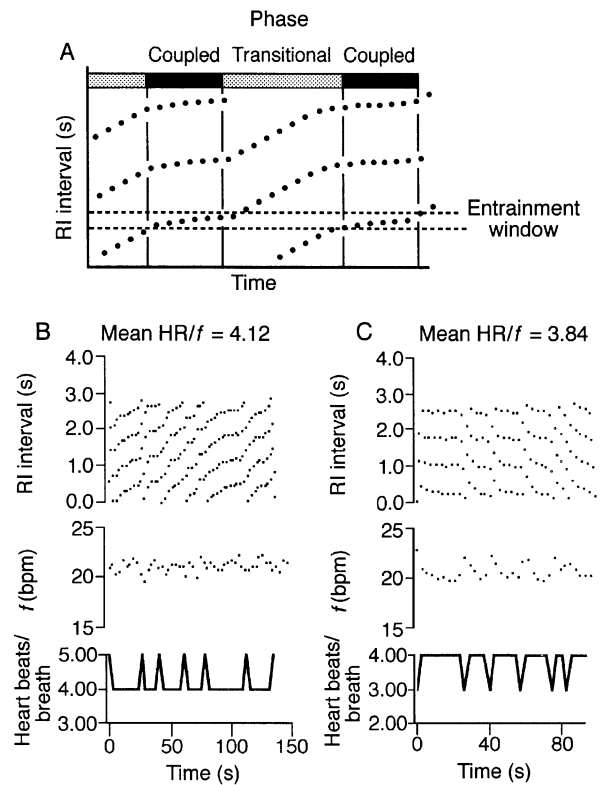 Phase
A
Coupled Transitional Coupled
RI interval (s)
Entrainment
window
Time
B Mean HR/f = 4.12
4.0
3.0
2.0
1.0
0.0
RI interval (s)
25
20
15
f (bpm)
5.00
4.00
3.00
Heart beats/
breath
0 50 100 150
Time (s)
C Mean HR/f = 3.84
4.0
3.0
2.0
1.0
0.0
RI interval (s)
25
20
15
f (bpm)
4.00
3.00
2.00
Heart beats/
breath
0 40 80
Time (s)